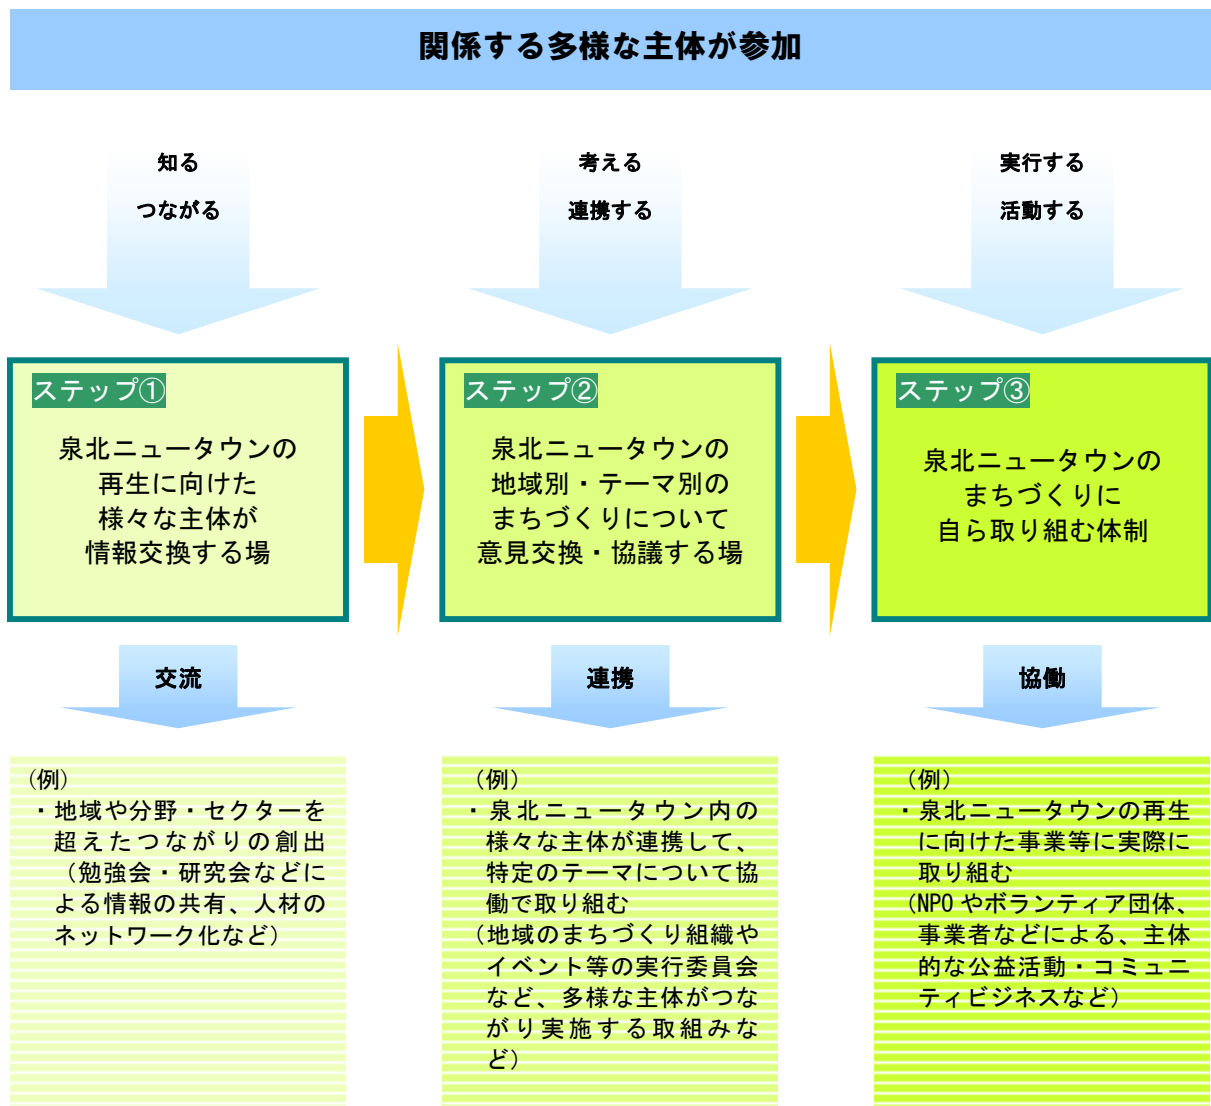 関係する多様な主体が参加
知る
つながる
考える
連携する
実行する
活動する
ステップ①
泉北ニュータウンの
再生に向けた
様々な主体が
情報交換する場
ステップ②
泉北ニュータウンの
地域別・テーマ別の
まちづくりについて
意見交換・協議する場
ステップ③
泉北ニュータウンの
まちづくりに
自ら取り組む体制
交流
連携
協働
(例)
・地域や分野・セクターを
超えたつながりの創出
(勉強会・研究会などに
よる情報の共有、人材の
ネットワーク化など)
(例)
・泉北ニュータウン内の
様々な主体が連携して、
特定のテーマについて協
働で取り組む
(地域のまちづくり組織や
イベント等の実行委員会
など、多様な主体がつな
がり実施する取組みな
ど)
(例)
・泉北ニュータウンの再生
に向けた事業等に実際に
取り組む
(NPOやボランティア団体、
事業者などによる、主体
的な公益活動・コミュニ
ティビジネスなど)